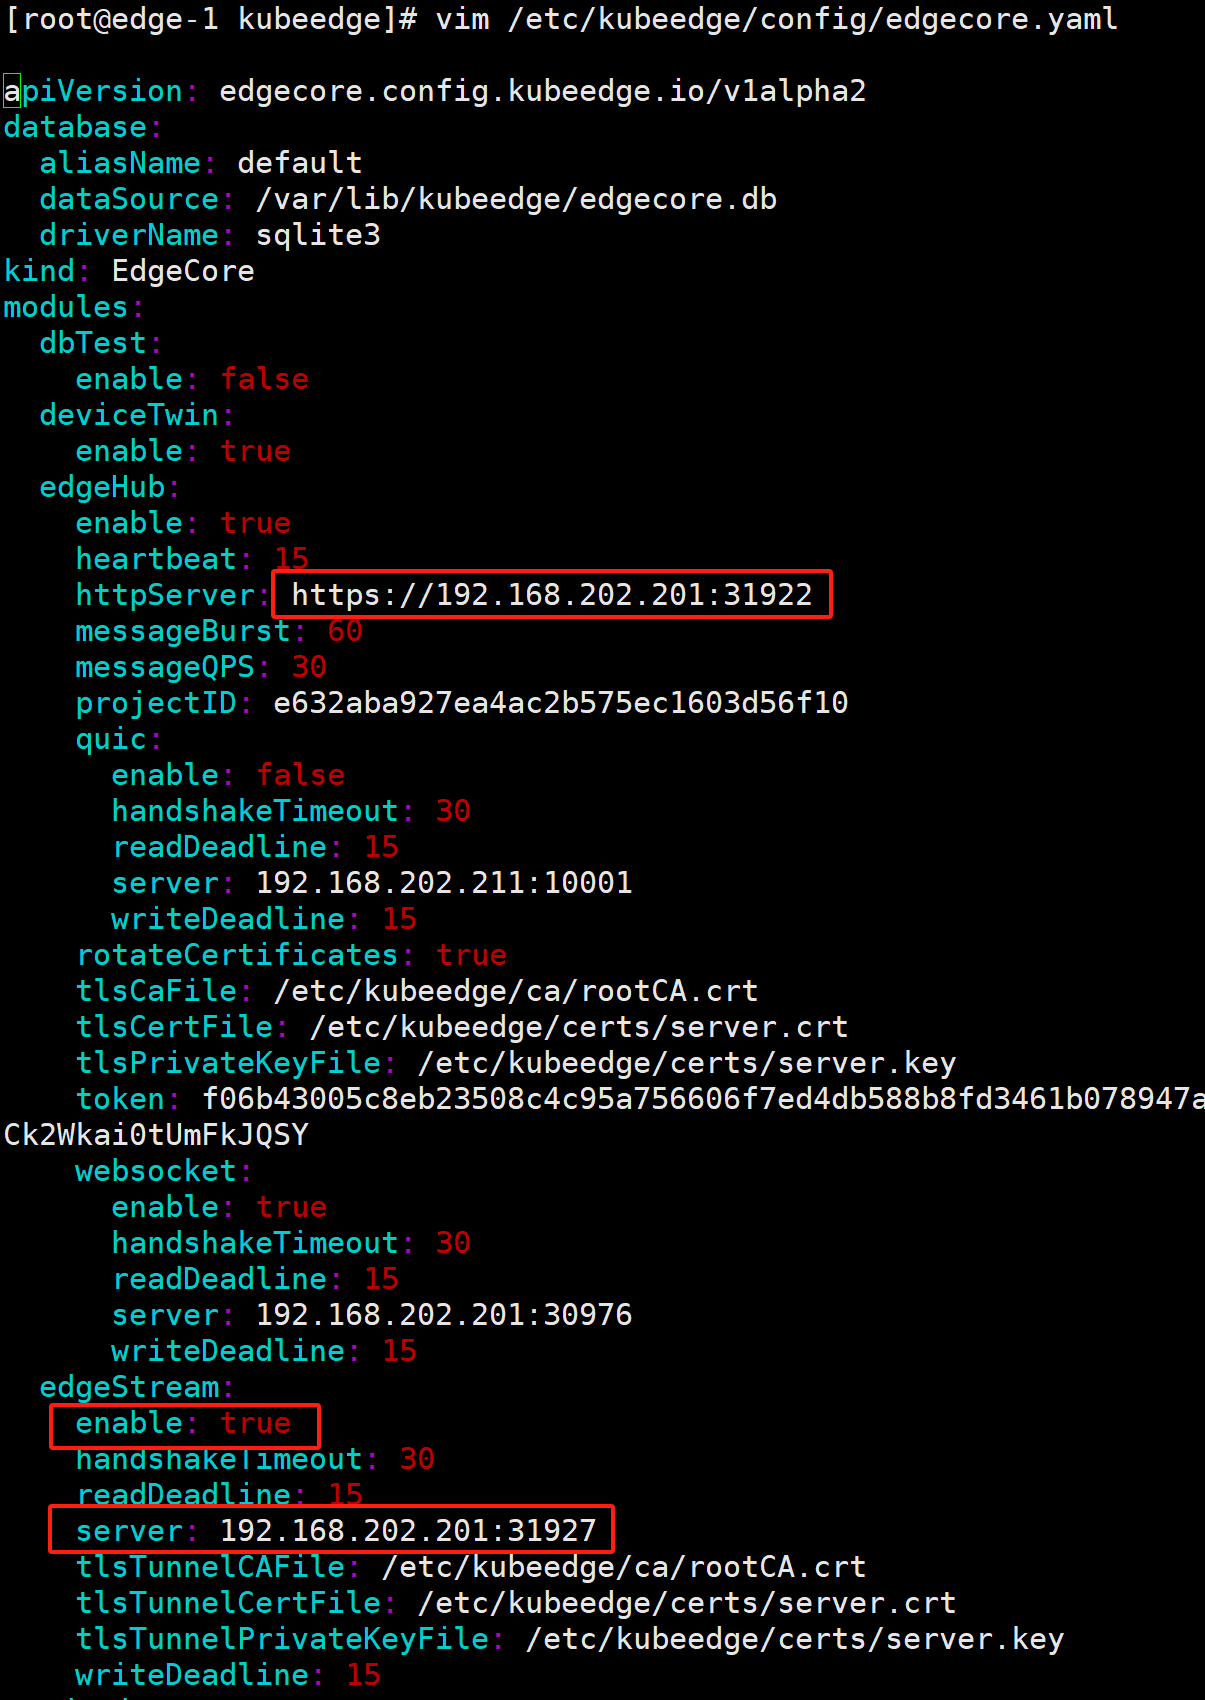 [root@edge-1 kubeedge]# vim /etc/kubeedge/config/edgecore.yaml
apiVersion: edgecore.config.kubeedge.io/v1alpha2
database:
  aliasName: default
  dataSource: /var/lib/kubeedge/edgecore.db
  driverName: sqlite3
kind: EdgeCore
modules:
  dbTest:
    enable: false
  deviceTwin:
    enable: true
  edgeHub:
    enable: true
    heartbeat: 15
    httpServer: https://192.168.202.201:31922
    messageBurst: 60
    messageQPS: 30
    projectID: e632aba927ea4ac2b575ec1603d56f10
    quic:
      enable: false
      handshakeTimeout: 30
      readDeadline: 15
      server: 192.168.202.211:10001
      writeDeadline: 15
    rotateCertificates: true
    tlsCaFile: /etc/kubeedge/ca/rootCA.crt
    tlsCertFile: /etc/kubeedge/certs/server.crt
    tlsPrivateKeyFile: /etc/kubeedge/certs/server.key
    token: f06b43005c8eb23508c4c95a756606f7ed4db588b8fd3461b078947a
Ck2Wkai0tUmFkJQSY
    websocket:
      enable: true
      handshakeTimeout: 30
      readDeadline: 15
      server: 192.168.202.201:30976
      writeDeadline: 15
  edgeStream:
    enable: true
    handshakeTimeout: 30
    readDeadline: 15
    server: 192.168.202.201:31927
    tlsTunnelCAFile: /etc/kubeedge/ca/rootCA.crt
    tlsTunnelCertFile: /etc/kubeedge/certs/server.crt
    tlsTunnelPrivateKeyFile: /etc/kubeedge/certs/server.key
    writeDeadline: 15